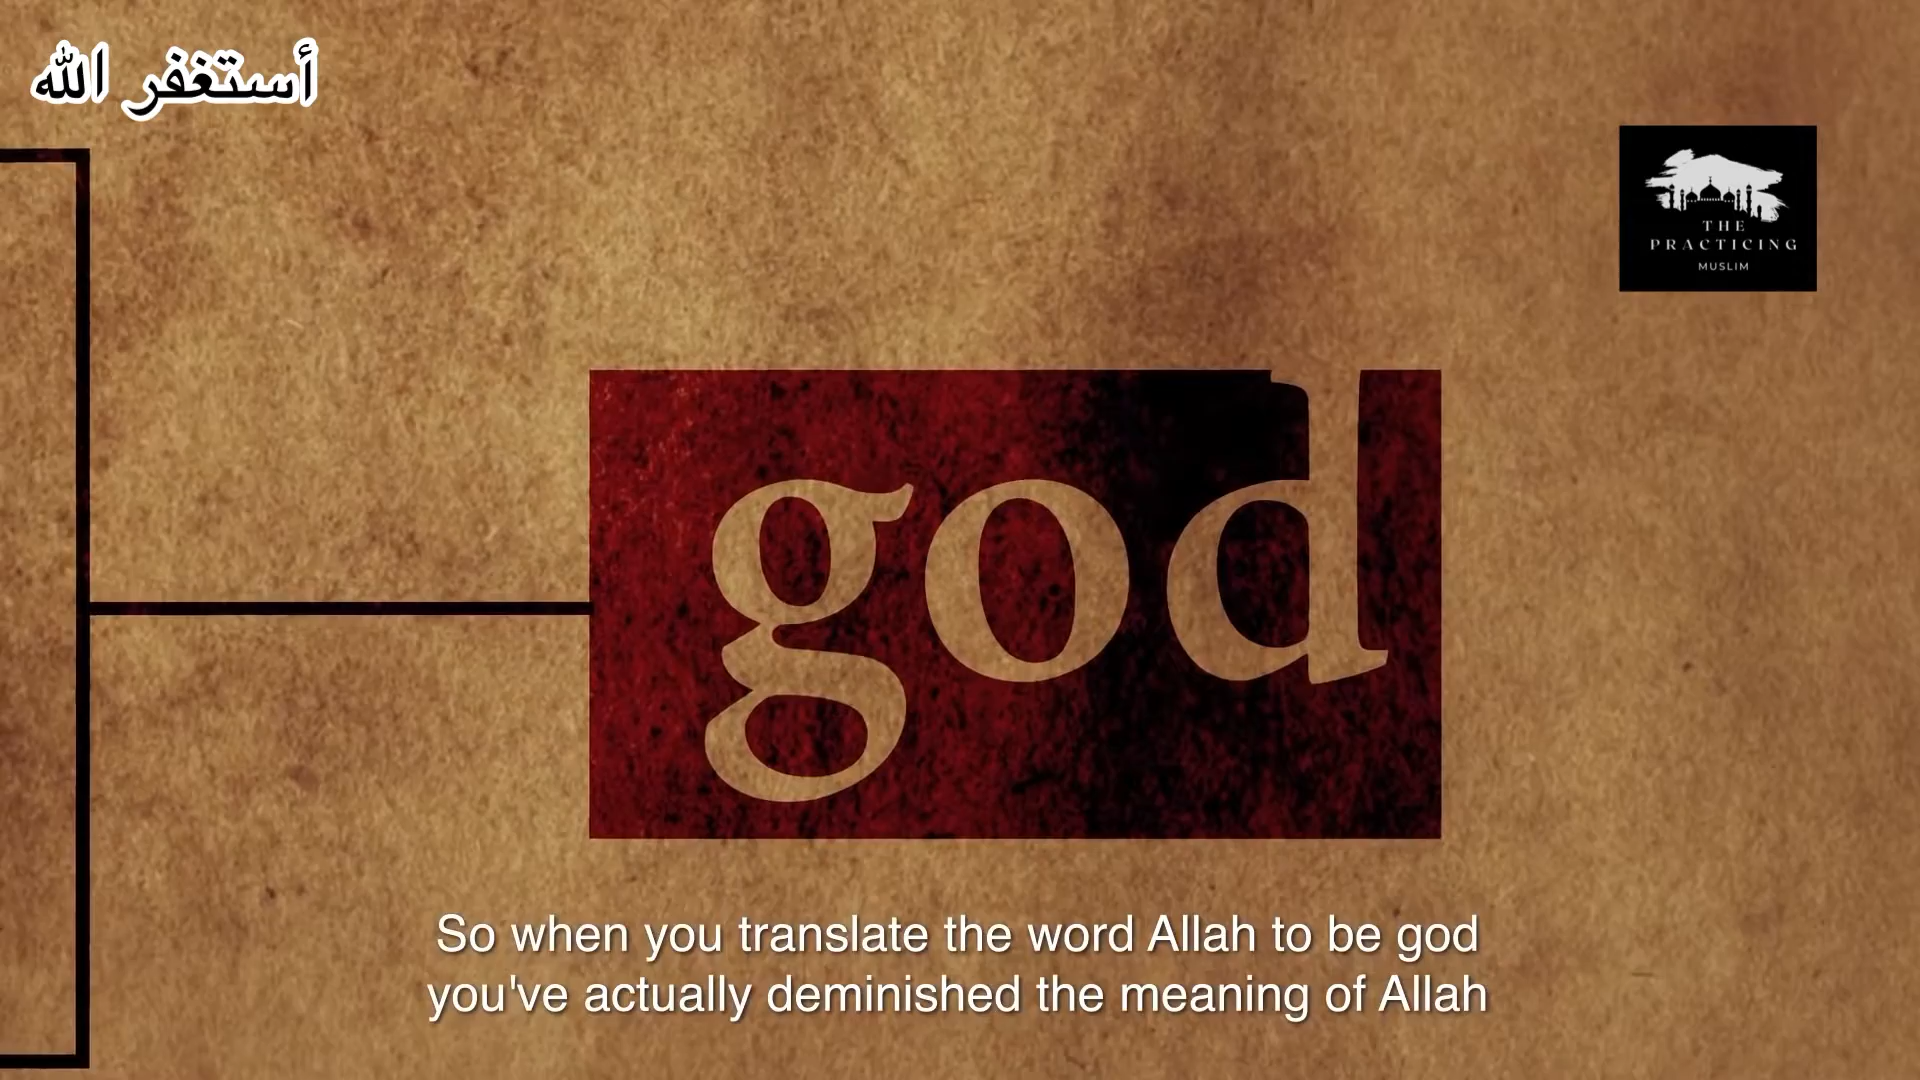 أستغفر الله
THE
PRACTICING
MUSLIM
god
So when you translate the word Allah to be god
you've actually deminished the meaning of Allah